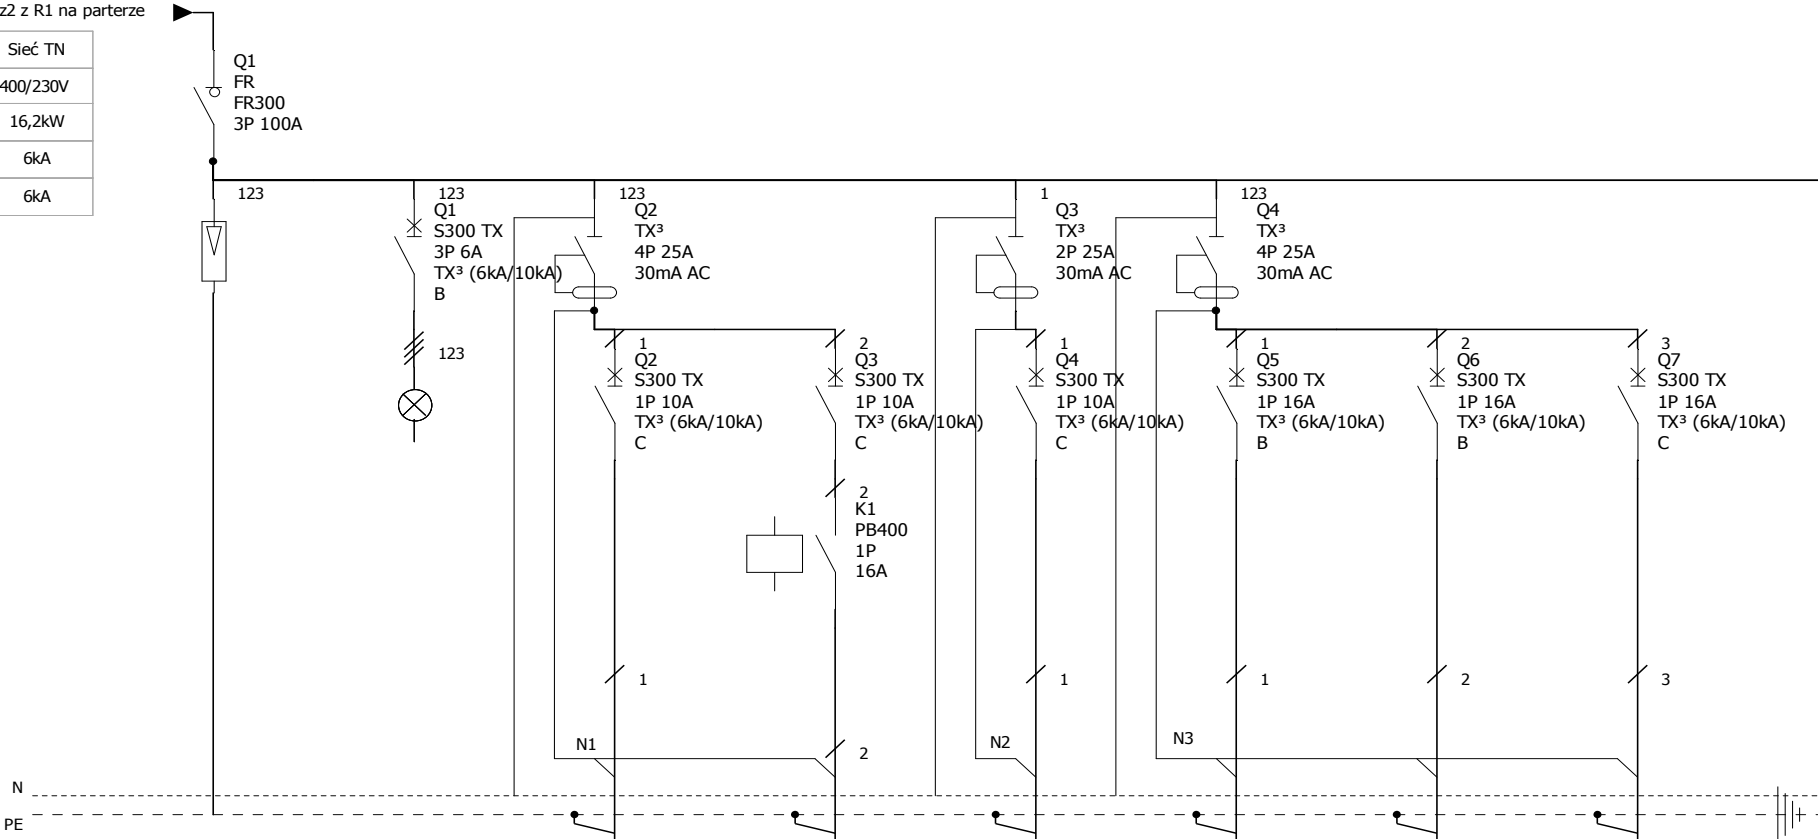 z2 z R1 na parterze
Sieć TN
400/230V
16,2kW
6kA
6kA
Q1
FR
FR300
3P 100A
123
123
Q1
S300 TX
3P 6A
TX³ (6kA/10kA)
B
123
123
Q2
TX³
4P 25A
30mA AC
1
Q3
TX³
2P 25A
30mA AC
123
Q4
TX³
4P 25A
30mA AC
1
Q2
S300 TX
1P 10A
TX³ (6kA/10kA)
C
2
Q3
S300 TX
1P 10A
TX³ (6kA/10kA)
C
1
Q4
S300 TX
1P 10A
TX³ (6kA/10kA)
C
1
Q5
S300 TX
1P 16A
TX³ (6kA/10kA)
B
2
Q6
S300 TX
1P 16A
TX³ (6kA/10kA)
B
3
Q7
S300 TX
1P 16A
TX³ (6kA/10kA)
C
2
K1
PB400
1P
16A
1
1
1
2
3
N1
2
N2
N3
N
PE